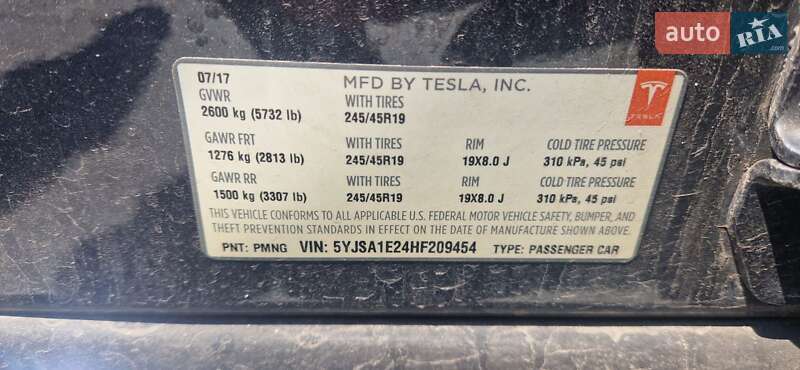 auto RIA .com
07/17 MFD BY TESLA, INC.
GVWR WITH TIRES
2600 kg (5732 lb) 245/45R19
TESLA
GAWR FRT WITH TIRES RIM COLD TIRE PRESSURE
1276 kg (2813 lb) 245/45R19 19X8.0 J 310 kPa, 45 psi
GAWR RR WITH TIRES RIM COLD TIRE PRESSURE
1500 kg (3307 lb) 245/45R19 19X8.0 J 310 kPa, 45 psi
THIS VEHICLE CONFORMS TO ALL APPLICABLE U.S. FEDERAL MOTOR VEHICLE SAFETY, BUMPER, AND
THEFT PREVENTION STANDARDS IN EFFECT ON THE DATE OF MANUFACTURE SHOWN ABOVE.
PNT: PMNG VIN: 5YJSA1E24HF209454 TYPE: PASSENGER CAR